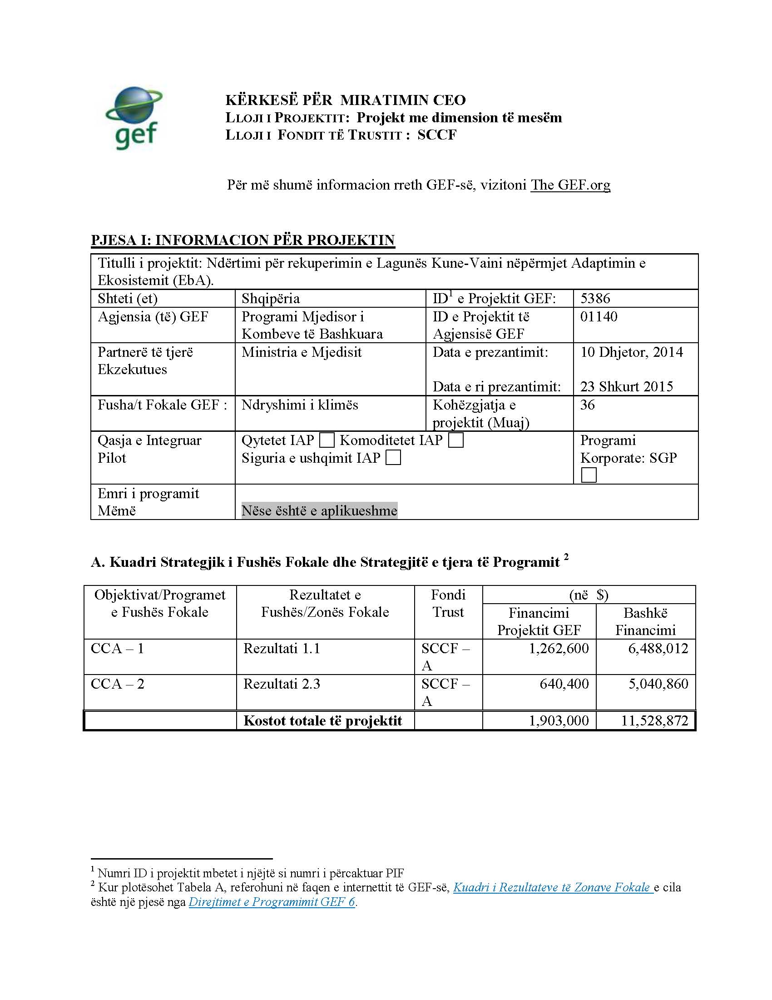 gef
KËRKESË PËR MIRATIMIN CEO
LLOJI I PROJEKTIT: Projekt me dimension të mesëm
LLOJI I FONDIT TË TRUSTIT : SCCF
Për më shumë informacion rreth GEF-së, vizitoni The GEF.org
PJESA I: INFORMACION PËR PROJEKTIN
Titulli i projektit: Ndërtimi për rekuperimin e Lagunës Kune-Vaini nëpërmjet Adaptimin e
Ekosistemit (EbA).
Shteti (et) Shqipëria ID1 e Projektit GEF: 5386
Agjensia (të) GEF Programi Mjedisor i ID e Projektit të 01140
Kombeve të Bashkuara Agjensisë GEF
Partnerë të tjerë Ministria e Mjedisit Data e prezantimit: 10 Dhjetor, 2014
Ekzekutues
Data e ri prezantimit: 23 Shkurt 2015
Fusha/t Fokale GEF : Ndryshimi i klimës Kohëzgjatja e 36
projektit (Muaj)
Qasja e Integruar Qytetet IAP Komoditetet IAP Programi
Pilot Siguria e ushqimit IAP Korporate: SGP
Emri i programit
Mëmë Nëse është e aplikueshme
A. Kuadri Strategjik i Fushës Fokale dhe Strategjitë e tjera të Programit 2
Objektivat/Programet Rezultatet e Fondi (në $)
e Fushës Fokale Fushës/Zonës Fokale Trust Financimi Bashkë
Projektit GEF Financimi
CCA – 1 Rezultati 1.1 SCCF – 1,262,600 6,488,012
A
CCA – 2 Rezultati 2.3 SCCF – 640,400 5,040,860
A
Kostot totale të projektit 1,903,000 11,528,872
1 Numri ID i projektit mbetet i njëjtë si numri i përcaktuar PIF
2 Kur plotësohet Tabela A, referohuni në faqen e internettit të GEF-së, Kuadri i Rezultateve të Zonave Fokale e cila
është një pjesë nga Direjtimet e Programimit GEF 6.